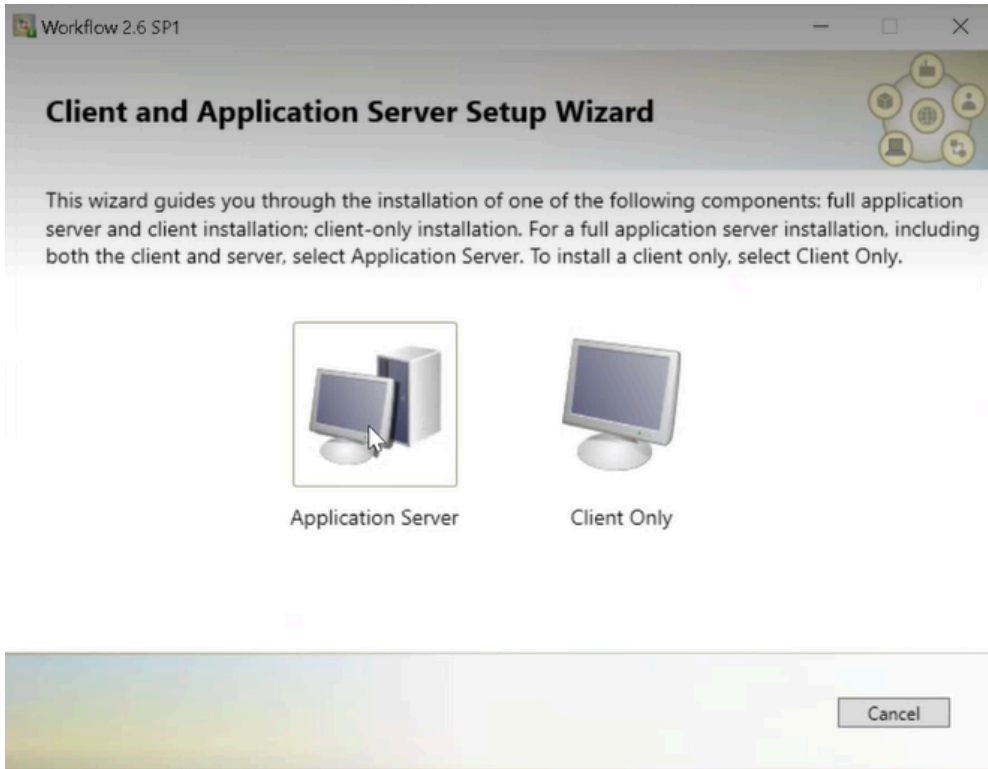 Workflow 2.6 SP1
Client and Application Server Setup Wizard
This wizard guides you through the installation of one of the following components: full application
server and client installation; client-only installation. For a full application server installation, including
both the client and server, select Application Server. To install a client only, select Client Only.
Application Server
Client Only
Cancel